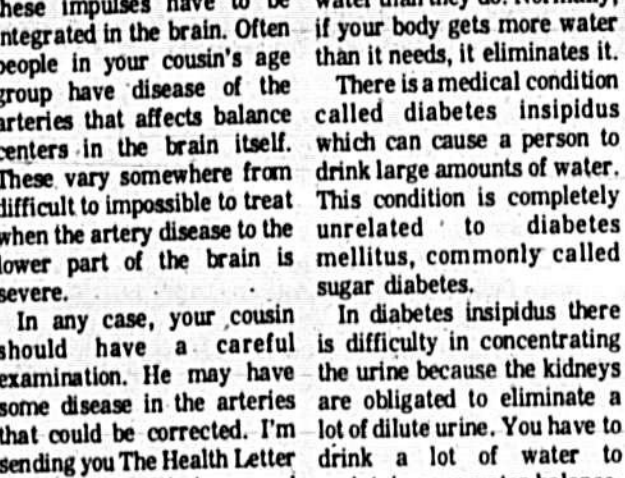 these impulses have to be
integrated in the brain. Often
people in your cousin's age
group have disease of the
arteries that affects balance
centers in the brain itself.
These vary somewhere from
difficult to impossible to treat
when the artery disease to the
lower part of the brain is
severe.
In any case, your cousin
should have a careful
examination. He may have
some disease in the arteries
that could be corrected. I'm
sending you The Health Letter
water than they do. Normally,
if your body gets more water
than it needs, it eliminates it.
There is a medical condition
called diabetes insipidus
which can cause a person to
drink large amounts of water.
This condition is completely
unrelated to diabetes
mellitus, commonly called
sugar diabetes.
In diabetes insipidus there
is difficulty in concentrating
the urine because the kidneys
are obligated to eliminate a
lot of dilute urine. You have to
drink a lot of water to